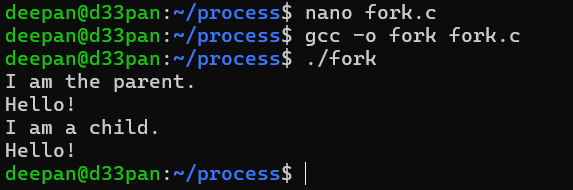 deepan@d33pan:~/process$ nano fork.c
deepan@d33pan:~/process$ gcc -o fork fork.c
deepan@d33pan:~/process$ ./fork
I am the parent.
Hello!
I am a child.
Hello!
deepan@d33pan:~/process$